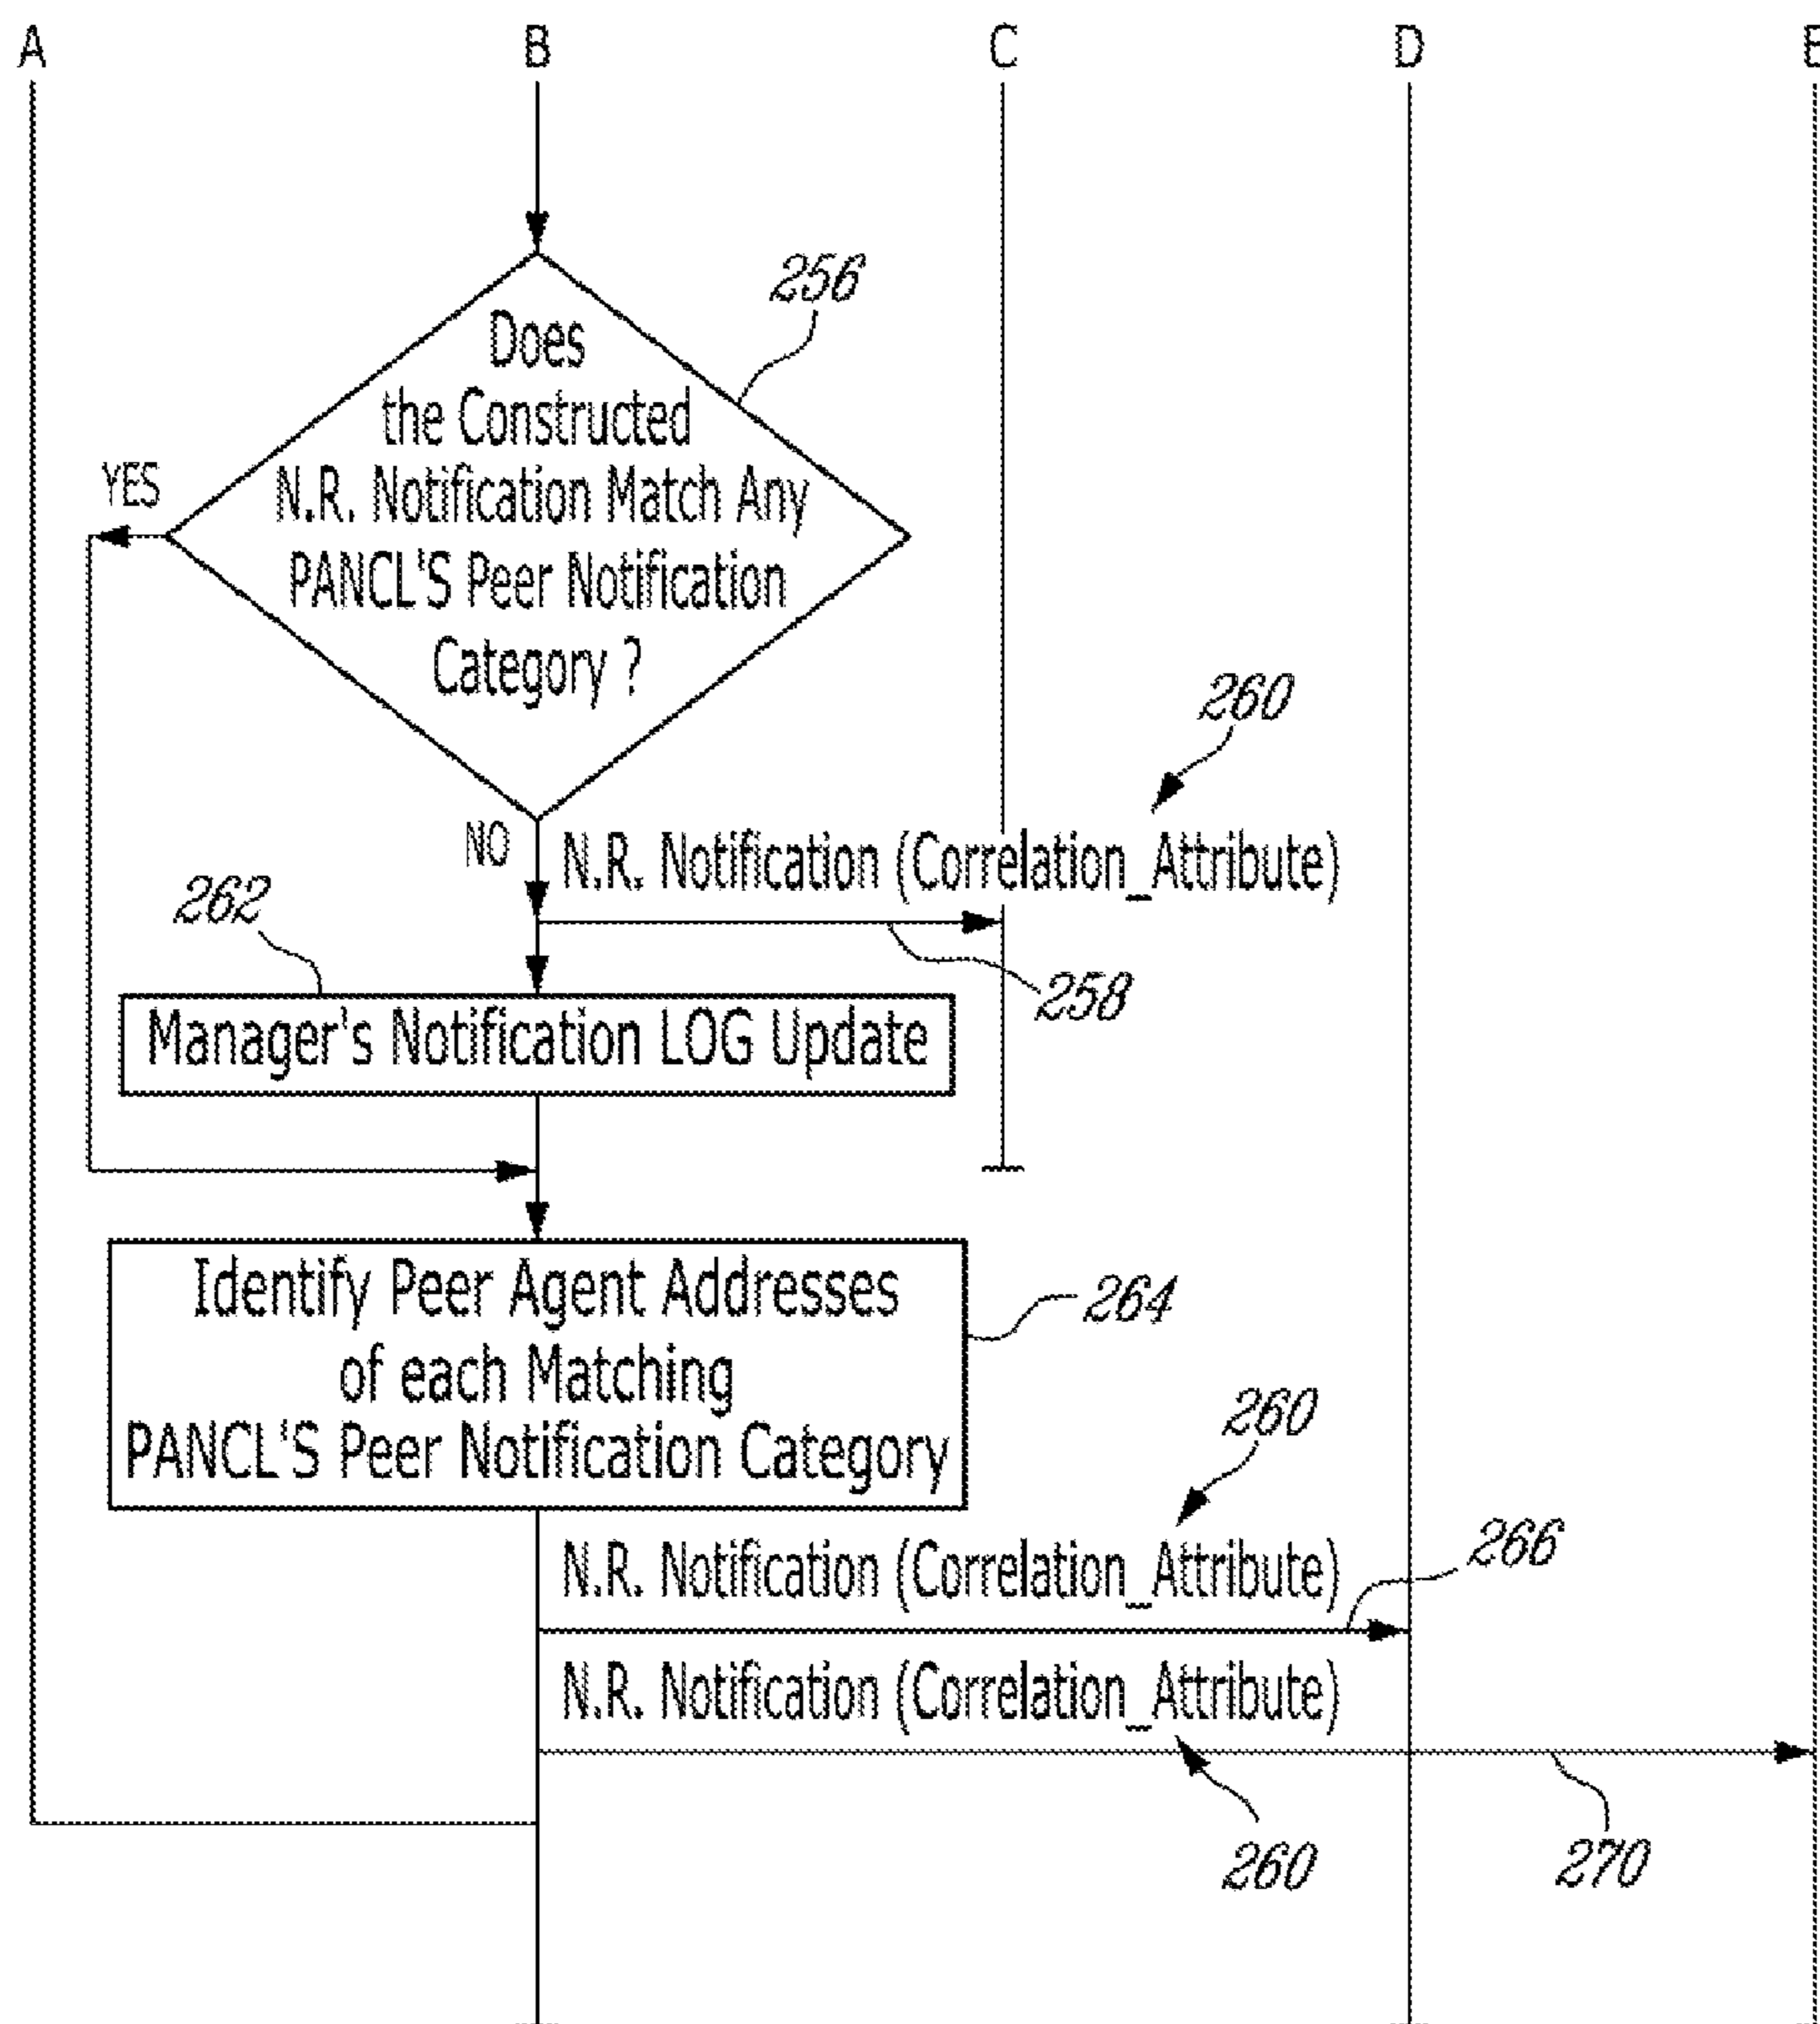 A B C D E
256
Does
the Constructed
N.R. Notification Match Any
PANCL'S Peer Notification
Category ?
YES
260
NO
N.R. Notification (Correlation_Attribute)
262
258
Manager's Notification LOG Update
Identify Peer Agent Addresses
of each Matching
PANCL'S Peer Notification Category
264
260
N.R. Notification (Correlation_Attribute)
266
N.R. Notification (Correlation_Attribute)
260
270